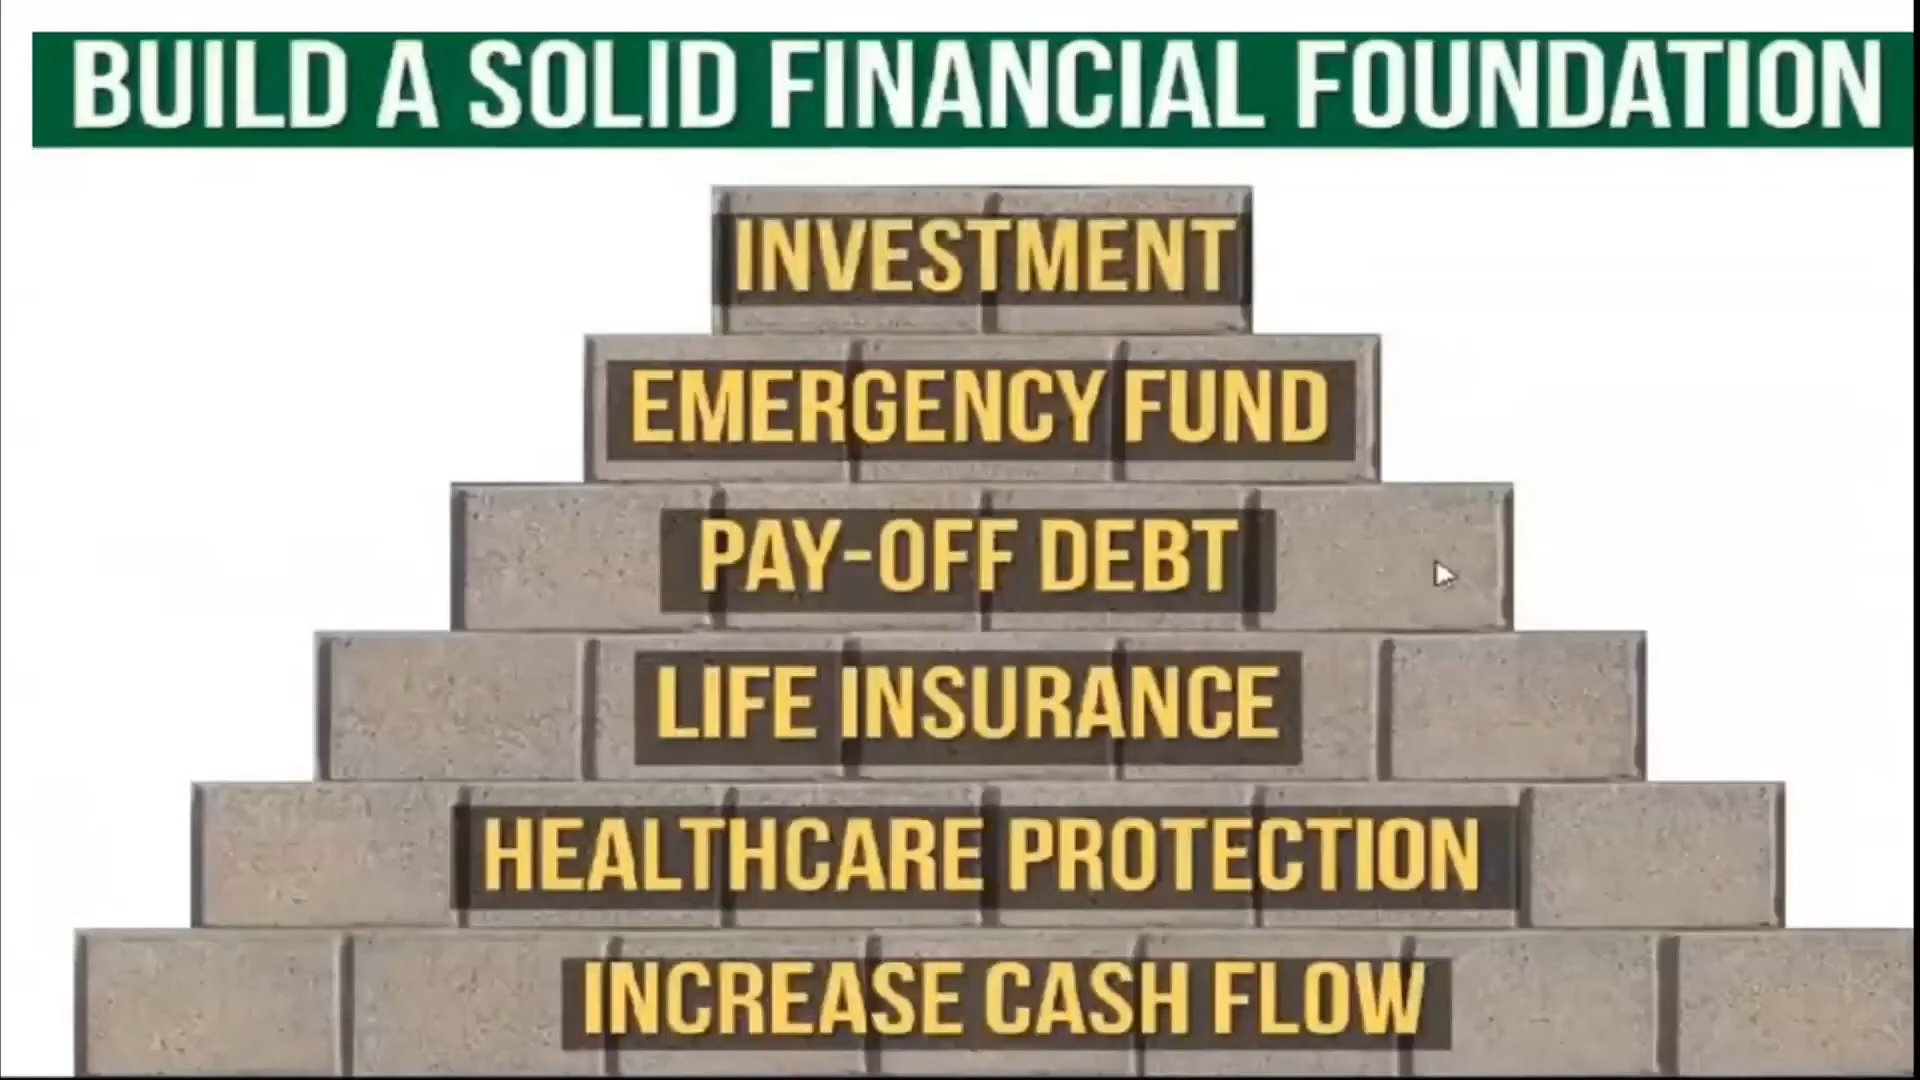 BUILD A SOLID FINANCIAL FOUNDATION
INVESTMENT
EMERGENCY FUND
PAY-OFF DEBT
LIFE INSURANCE
HEALTHCARE PROTECTION
INCREASE CASH FLOW